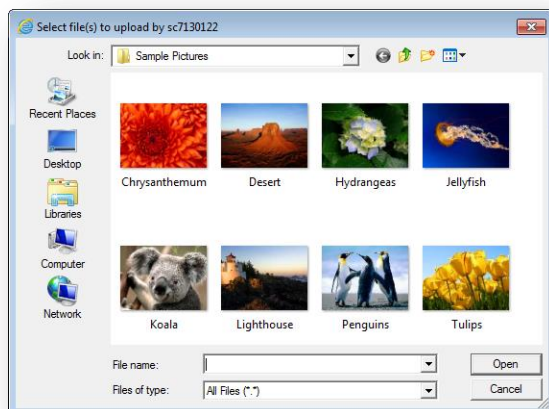 Select file(s) to upload by sc7130122
Look in: Sample Pictures
Recent Places
Desktop
Libraries
Computer
Network
Chrysanthemum Desert Hydrangeas Jellyfish
Koala Lighthouse Penguins Tulips
File name: Open
Files of type: All Files (*.*) Cancel